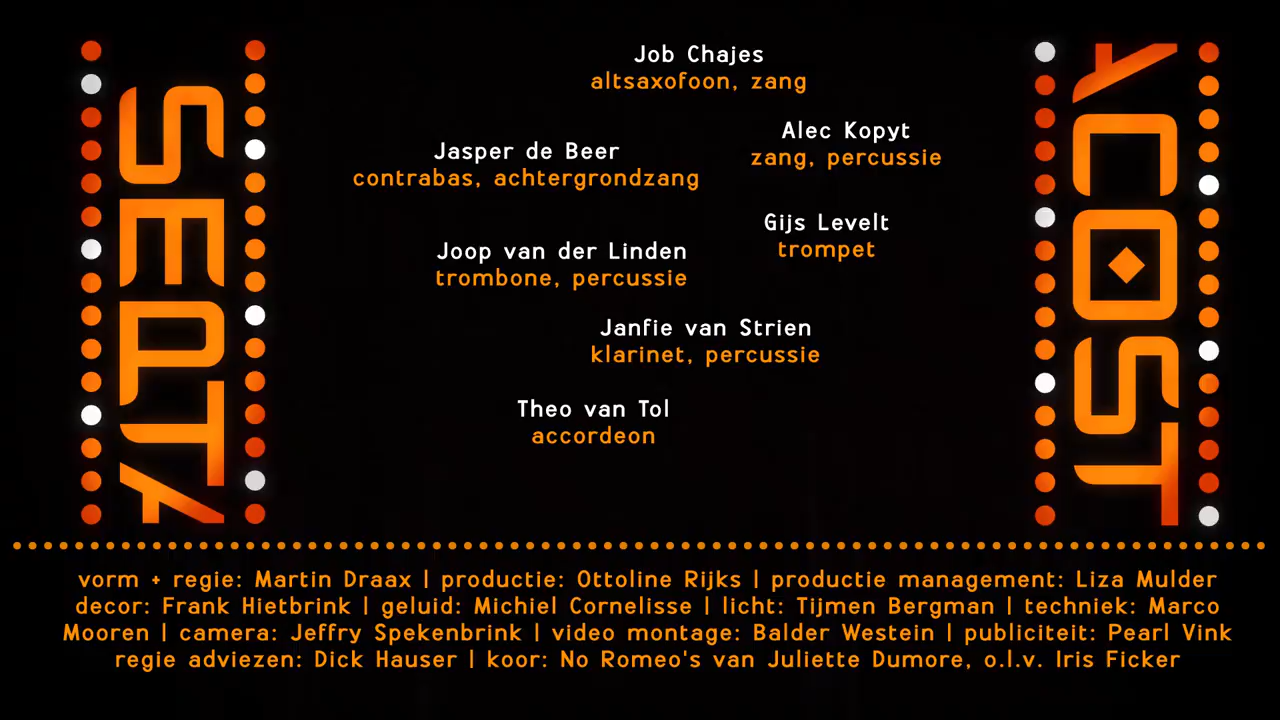 Job Chajes
altsaxofoon, zang
Alec Kopyt
zang, percussie
Jasper de Beer
contrabas, achtergrondzang
Gijs Levelt
trompet
Joop van der Linden
trombone, percussie
Janfie van Strien
klarinet, percussie
Theo van Tol
accordeon
vorm + regie: Martin Draax | productie: Ottoline Rijks | productie management: Liza Mulder
decor: Frank Hietbrink | geluid: Michiel Cornelisse | licht: Tijmen Bergman | techniek: Marco
Mooren | camera: Jeffry Spekenbrink | video montage: Balder Westein | publiciteit: Pearl Vink
regie adviezen: Dick Hauser | koor: No Romeo's van Juliette Dumore, o.l.v. Iris Ficker